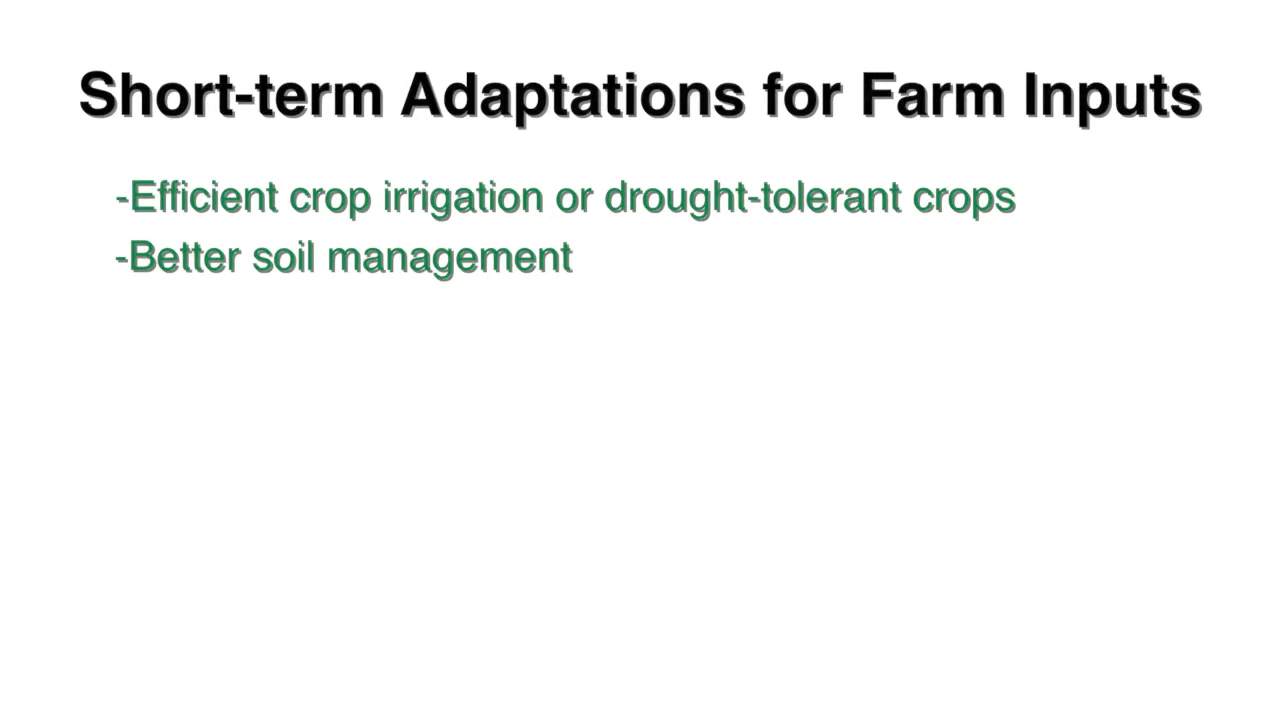 Short-term Adaptations for Farm Inputs
-Efficient crop irrigation or drought-tolerant crops
-Better soil management